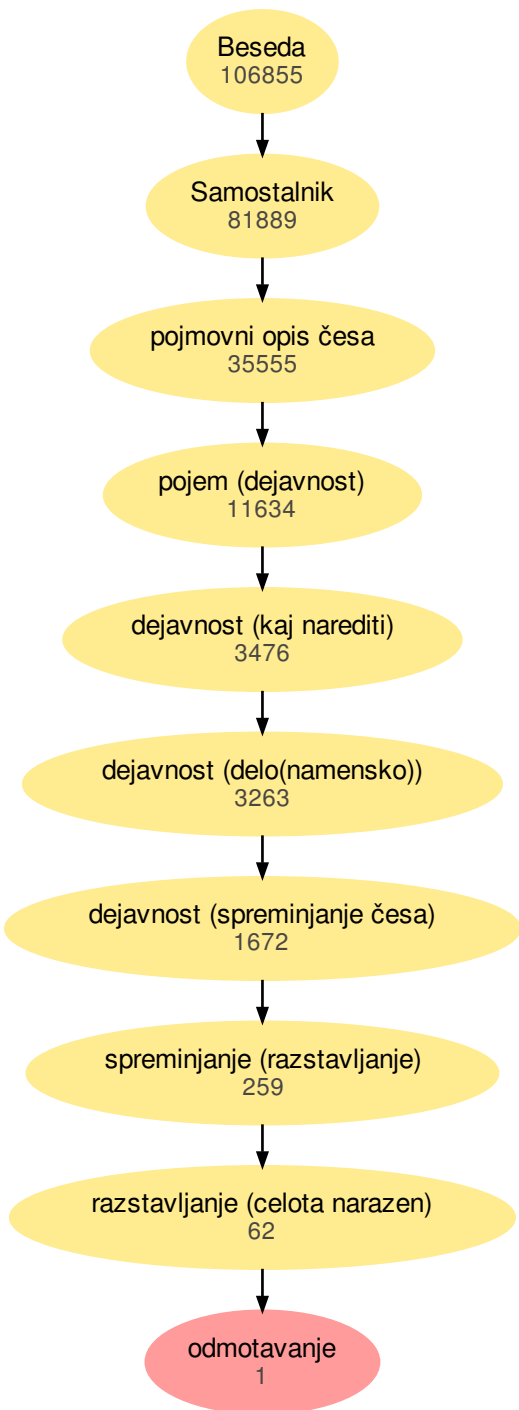 Beseda
106855
Samostalnik
81889
pojmovni opis česa
35555
pojem (dejavnost)
11634
dejavnost (kaj narediti)
3476
dejavnost (delo(namensko))
3263
dejavnost (spreminjanje česa)
1672
spreminjanje (razstavljanje)
259
razstavljanje (celota narazen)
62
odmotavanje
1